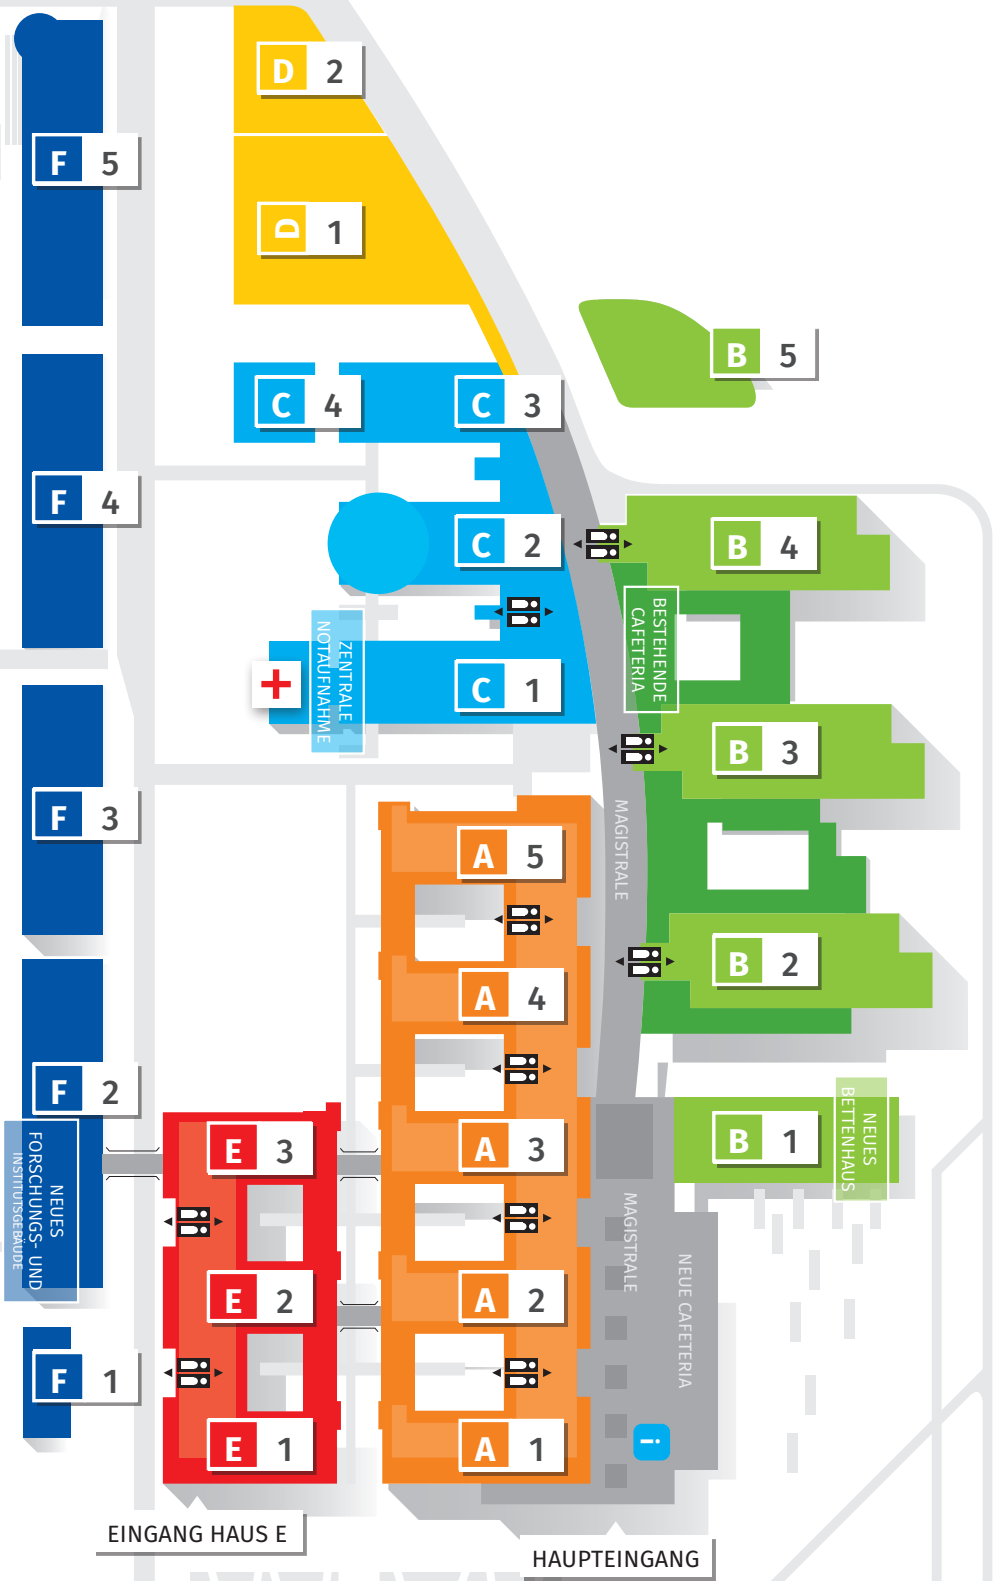 D 2
F 5
D 1
B 5
C 4
C 3
F 4
C 2
B 4
BESTEHENDE
CAFETERIA
ZENTRALE
NOTAUFNAHME
C 1
B 3
MAGISTRALE
F 3
A 5
B 2
A 4
F 2
NEUES
BETTENHAUS
B 1
E 3
A 3
NEUES
FORSCHUNGS- UND
INSTITUTSGEBÄUDE
MAGISTRALE
NEUE CAFETERIA
E 2
A 2
F 1
E 1
A 1
i
EINGANG HAUS E
HAUPTEINGANG